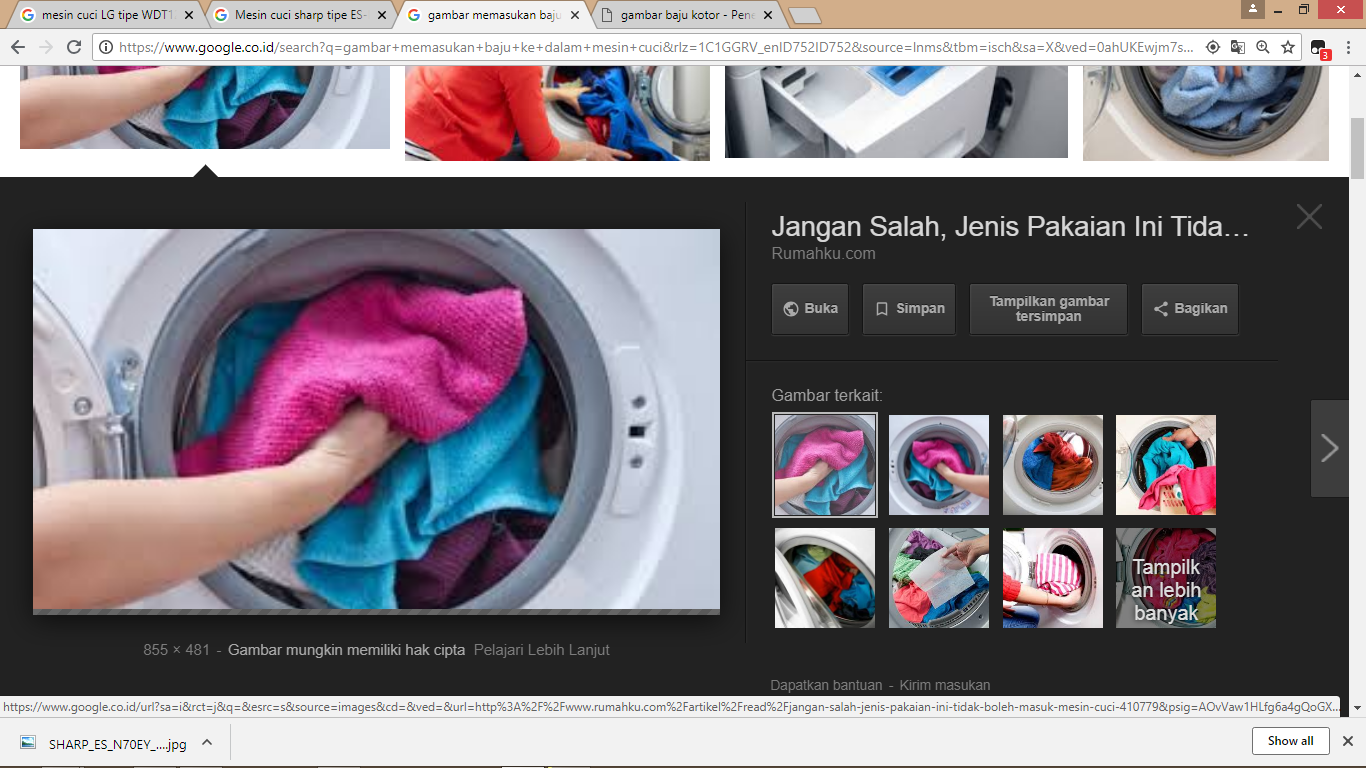 mesin cuci LG tipe WDT1
Mesin cuci sharp tipe ES-
gambar memasukan baju
gambar baju kotor - Pene
https://www.google.co.id/search?q=gambar+memasukan+baju+ke+dalam+mesin+cuci&rlz=1C1GGRV_enID752ID752&source=lnms&tbm=isch&sa=X&ved=0ahUKEwjm7s...
3
Jangan Salah, Jenis Pakaian Ini Tida...
Rumahku.com
Buka
Simpan
Tampilkan gambar
tersimpan
Bagikan
Gambar terkait:
Tampilk
an lebih
banyak
855 × 481 - Gambar mungkin memiliki hak cipta Pelajari Lebih Lanjut
Dapatkan bantuan - Kirim masukan
https://www.google.co.id/url?sa=i&rct=j&q=&esrc=s&source=images&cd=&ved=&url=http%3A%2F%2Fwww.rumahku.com%2Fartikel%2Fread%2Fjangan-salah-jenis-pakaian-ini-tidak-boleh-masuk-mesin-cuci-410779&psig=AOvVaw1HLfg6a4gQoGX...
SHARP_ES_N70EY_....jpg
Show all